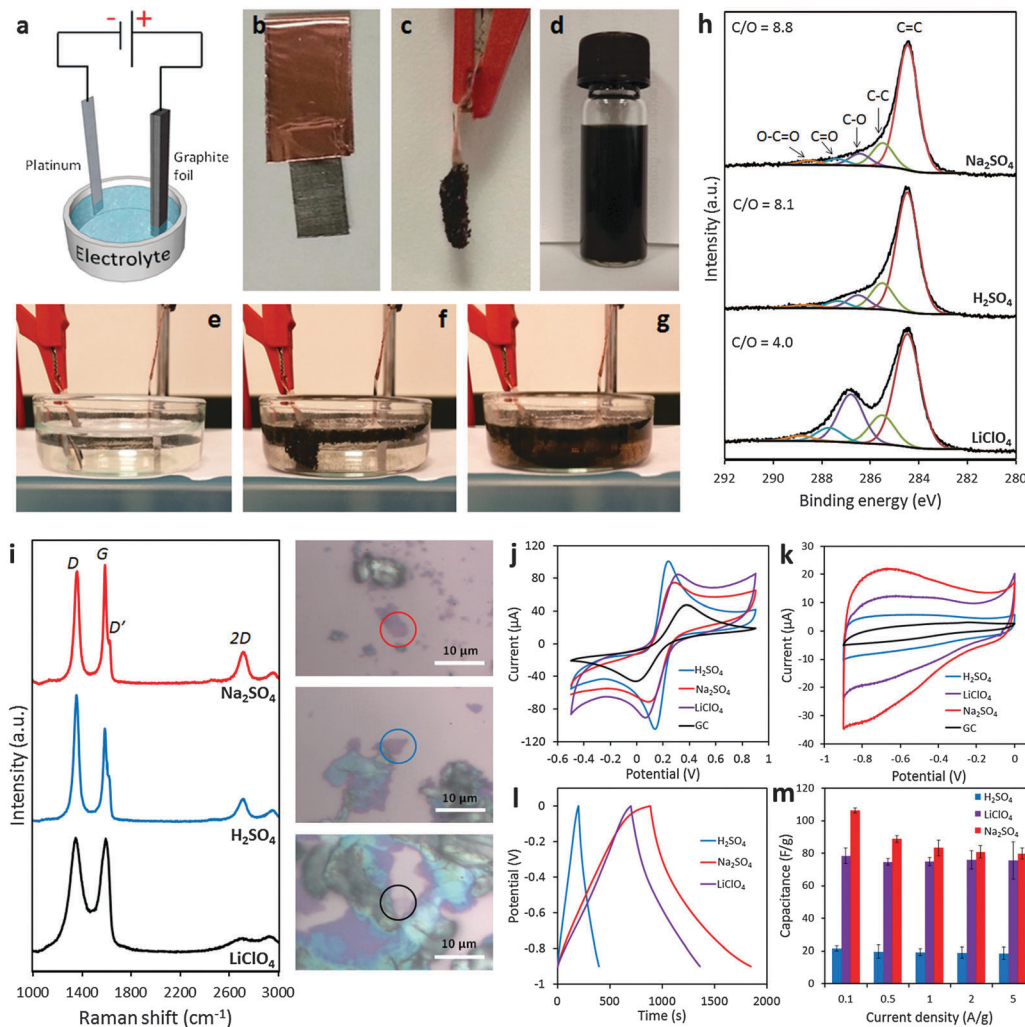 a
- +
Platinum
Graphite
foil
Electrolyte
b
c
d
e
f
g
h
C/O = 8.8
C=C
C-C
C-O
C=O
O-C=O
Na₂SO₄
C/O = 8.1
H₂SO₄
C/O = 4.0
LiClO₄
Intensity (a.u.)
292 290 288 286 284 282 280
Binding energy (eV)
i
D
G
D'
2D
Na₂SO₄
H₂SO₄
LiClO₄
Intensity (a.u.)
1000 1400 1800 2200 2600 3000
Raman shift (cm⁻¹)
10 μm
10 μm
10 μm
j
120
80
40
0
-40
-80
-120
Current (μA)
H₂SO₄
Na₂SO₄
LiClO₄
GC
-0.6 -0.4 -0.2 0 0.2 0.4 0.6 0.8 1
Potential (V)
k
40
30
20
10
0
-10
-20
-30
-40
Current (μA)
H₂SO₄
LiClO₄
Na₂SO₄
GC
-1 -0.8 -0.6 -0.4 -0.2 0
Potential (V)
l
0.2
0
-0.2
-0.4
-0.6
-0.8
-1
Potential (V)
H₂SO₄
Na₂SO₄
LiClO₄
0 500 1000 1500 2000
Time (s)
m
120
100
80
60
40
20
0
Capacitance (F/g)
H₂SO₄
LiClO₄
Na₂SO₄
0.1 0.5 1 2 5
Current density (A/g)